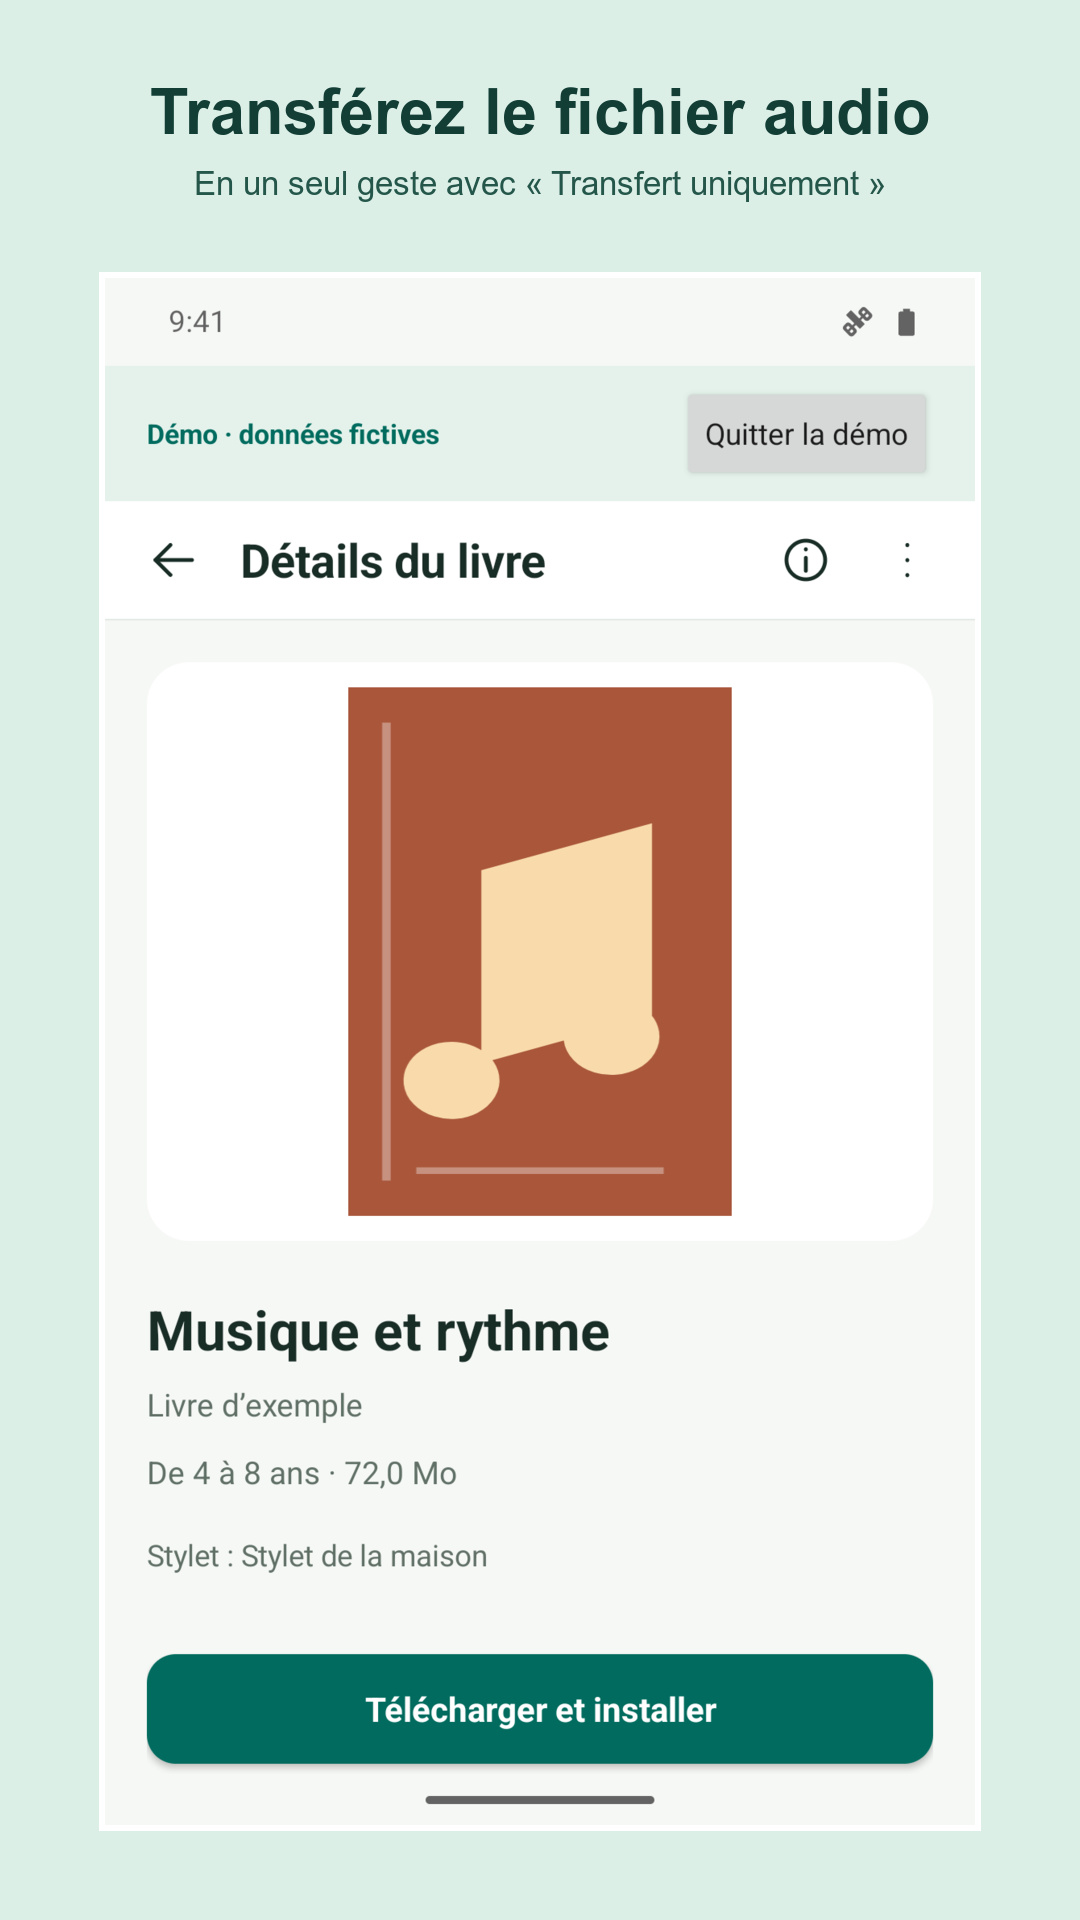 Transférez le fichier audio
En un seul geste avec « Transfert uniquement »
9:41
Démo · données fictives
Quitter la démo
Détails du livre
Musique et rythme
Livre d’exemple
De 4 à 8 ans · 72,0 Mo
Stylet : Stylet de la maison
Télécharger et installer